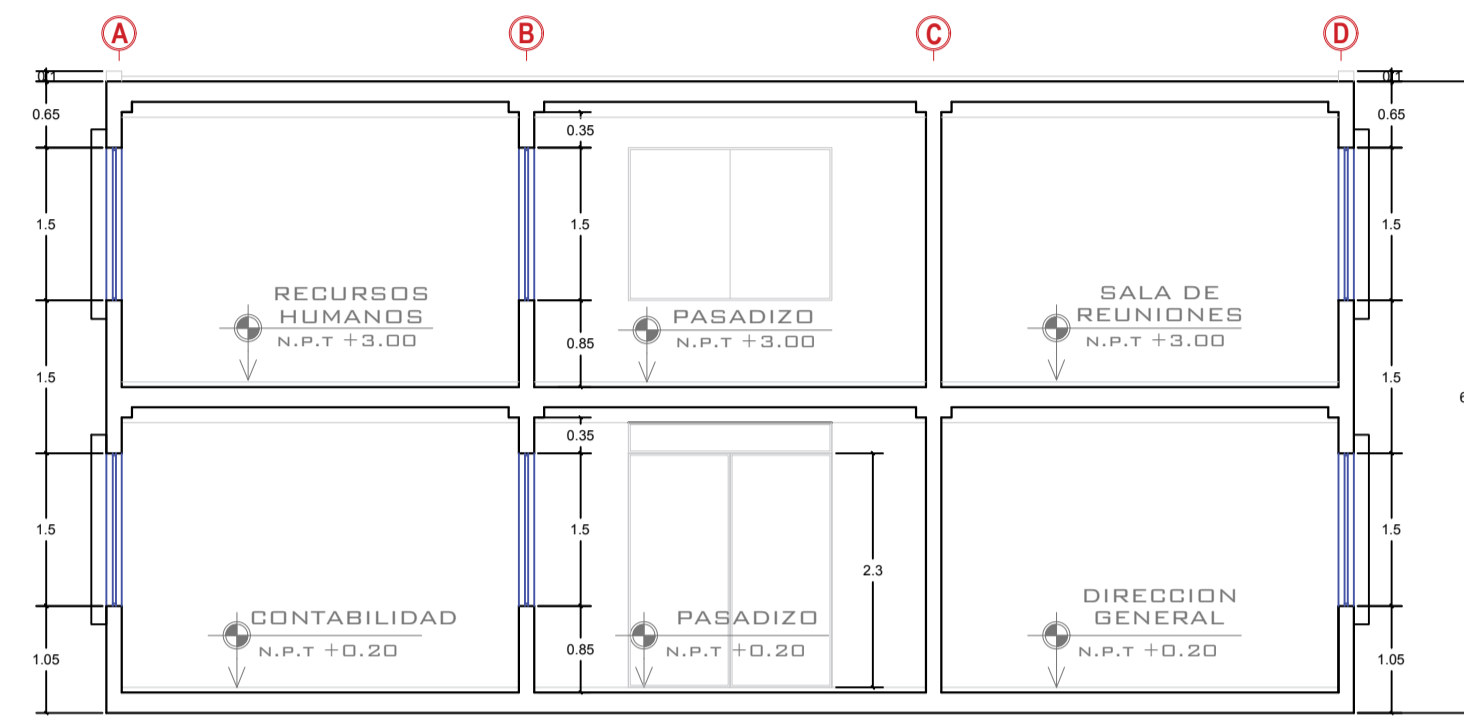 A B C D
0.1 0.1
0.65 0.65
0.35
1.5 1.5 1.5
RECURSOS
HUMANOS
N.P.T +3.00
PASADIZO
N.P.T +3.00
SALA DE
REUNIONES
N.P.T +3.00
0.85
1.5 1.5
6
0.35
1.5 1.5 1.5
2.3
CONTABILIDAD
N.P.T +0.20
PASADIZO
N.P.T +0.20
DIRECCION
GENERAL
N.P.T +0.20
1.05 0.85 1.05